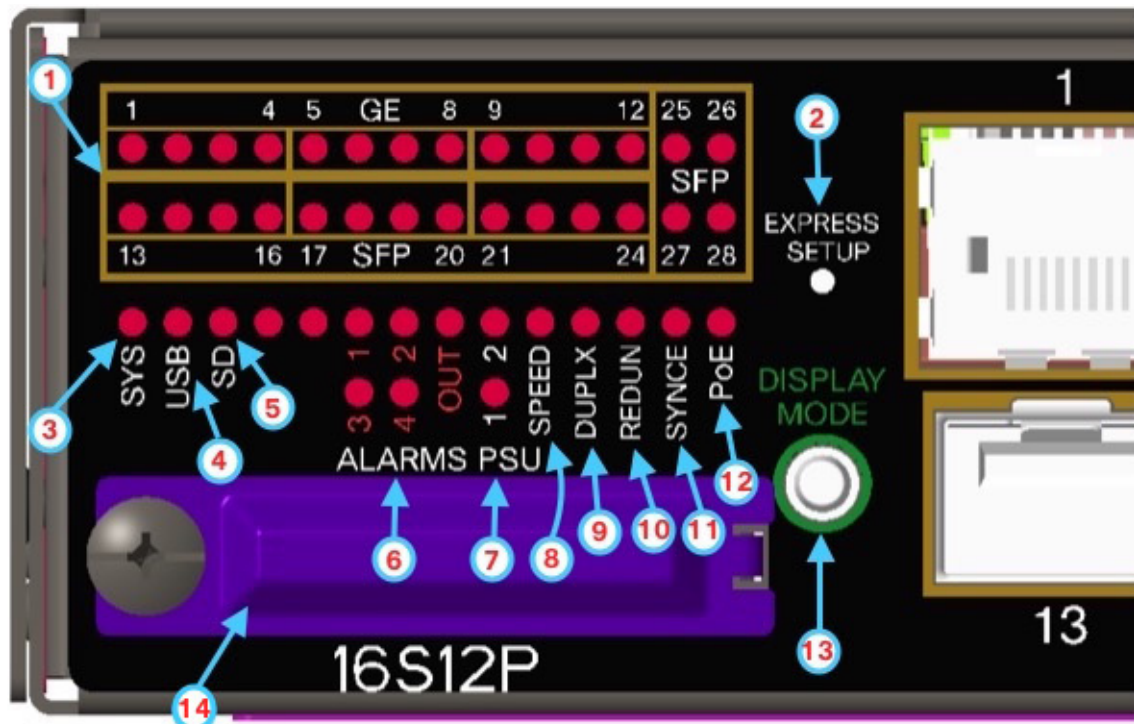 1
1 4 5 GE 8 9 12 25 26
1
2
SFP
EXPRESS
SETUP
13 16 17 SFP 20 21 24 27 28
SYS
USB
SD
1
2
OUT
2
SPEED
DUPLX
REDUN
SYNCE
PoE
3
4
1
DISPLAY
MODE
3
4
5
ALARMS PSU
12
6
7
8
9
10
11
16S12P
13
13
14